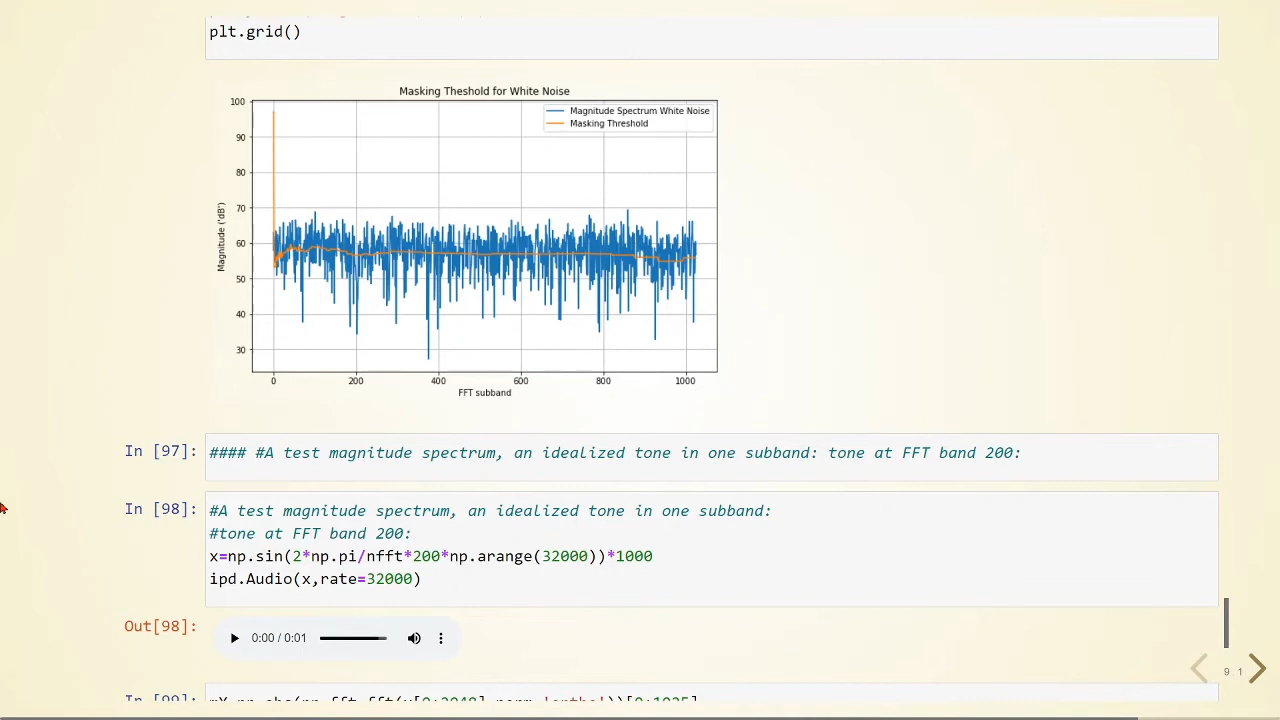 plt.grid()
Masking Theshold for White Noise
100
90
80
70
60
50
40
30
Magnitude ('dB')
Magnitude Spectrum White Noise
Masking Threshold
0 200 400 600 800 1000
FFT subband
In [97]: #### #A test magnitude spectrum, an idealized tone in one subband: tone at FFT band 200:
In [98]: #A test magnitude spectrum, an idealized tone in one subband:
#tone at FFT band 200:
x=np.sin(2*np.pi/nfft*200*np.arange(32000))*1000
ipd.Audio(x,rate=32000)
Out[98]:
0:00 / 0:01
9.1